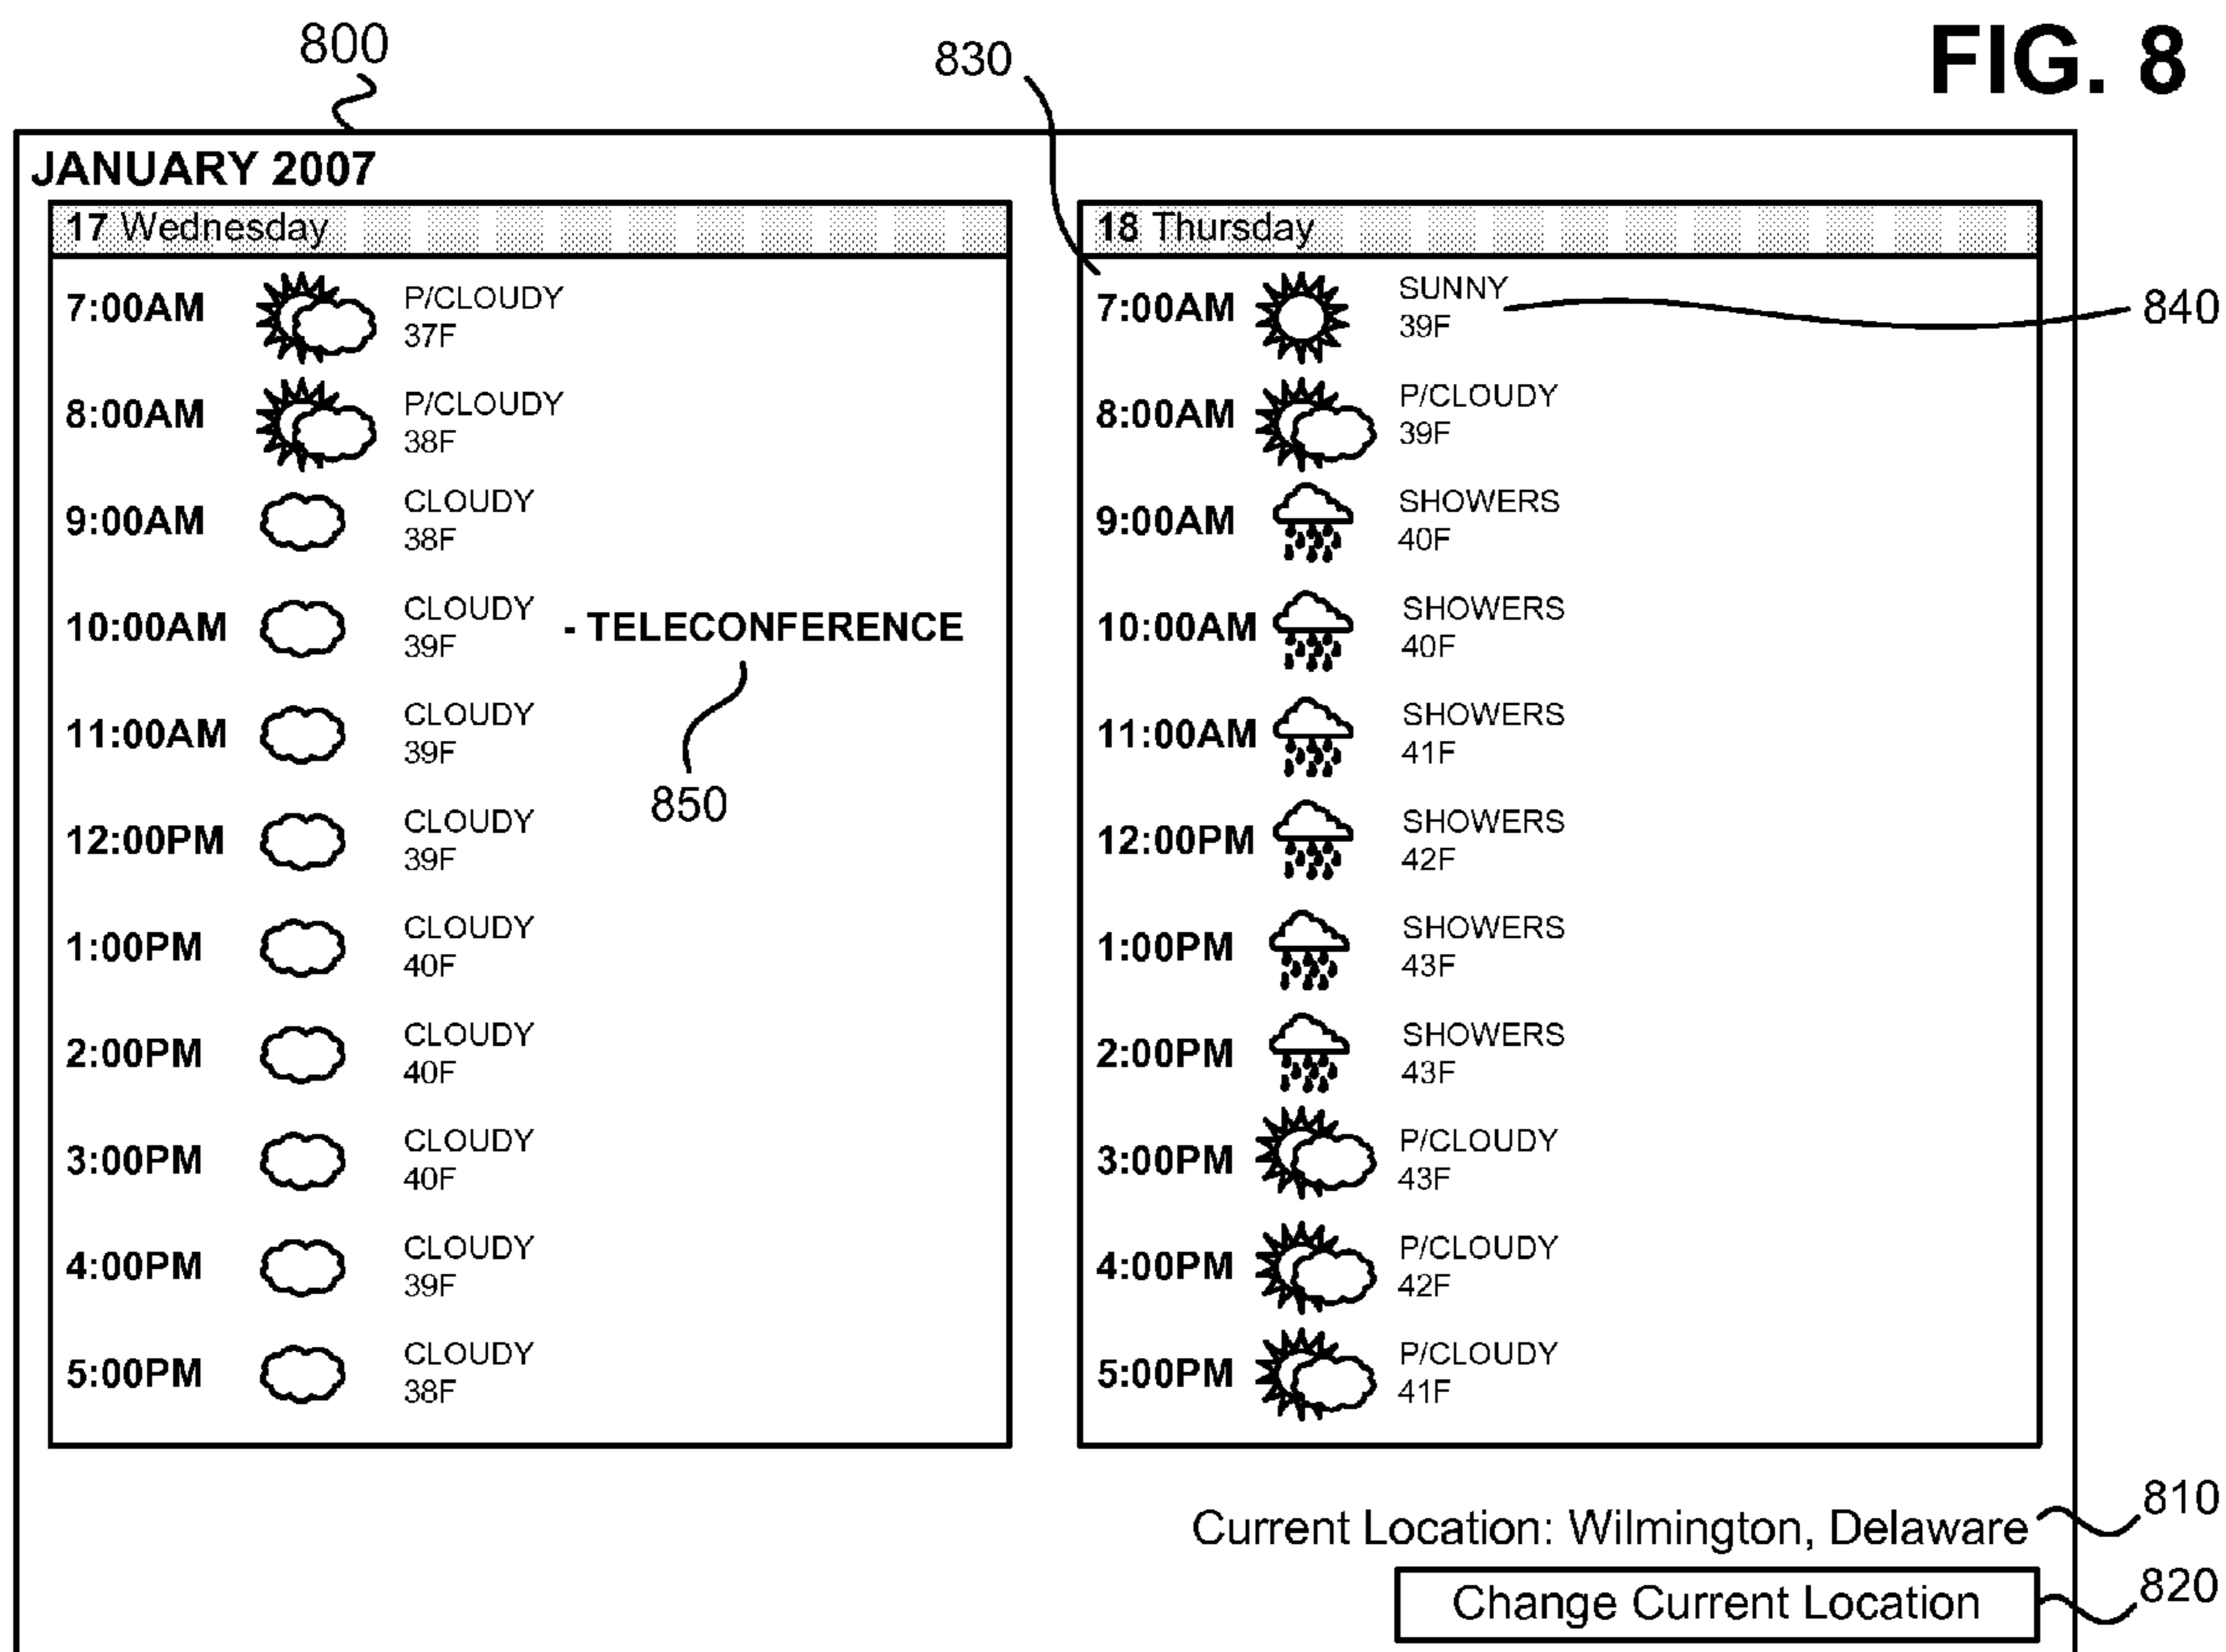 FIG. 8
800
830
JANUARY 2007
17 Wednesday
7:00AM P/CLOUDY
37F
8:00AM P/CLOUDY
38F
9:00AM CLOUDY
38F
10:00AM CLOUDY - TELECONFERENCE
39F
850
11:00AM CLOUDY
39F
12:00PM CLOUDY
39F
1:00PM CLOUDY
40F
2:00PM CLOUDY
40F
3:00PM CLOUDY
40F
4:00PM CLOUDY
39F
5:00PM CLOUDY
38F
18 Thursday
7:00AM SUNNY
39F
840
8:00AM P/CLOUDY
39F
9:00AM SHOWERS
40F
10:00AM SHOWERS
40F
11:00AM SHOWERS
41F
12:00PM SHOWERS
42F
1:00PM SHOWERS
43F
2:00PM SHOWERS
43F
3:00PM P/CLOUDY
43F
4:00PM P/CLOUDY
42F
5:00PM P/CLOUDY
41F
Current Location: Wilmington, Delaware
810
Change Current Location
820